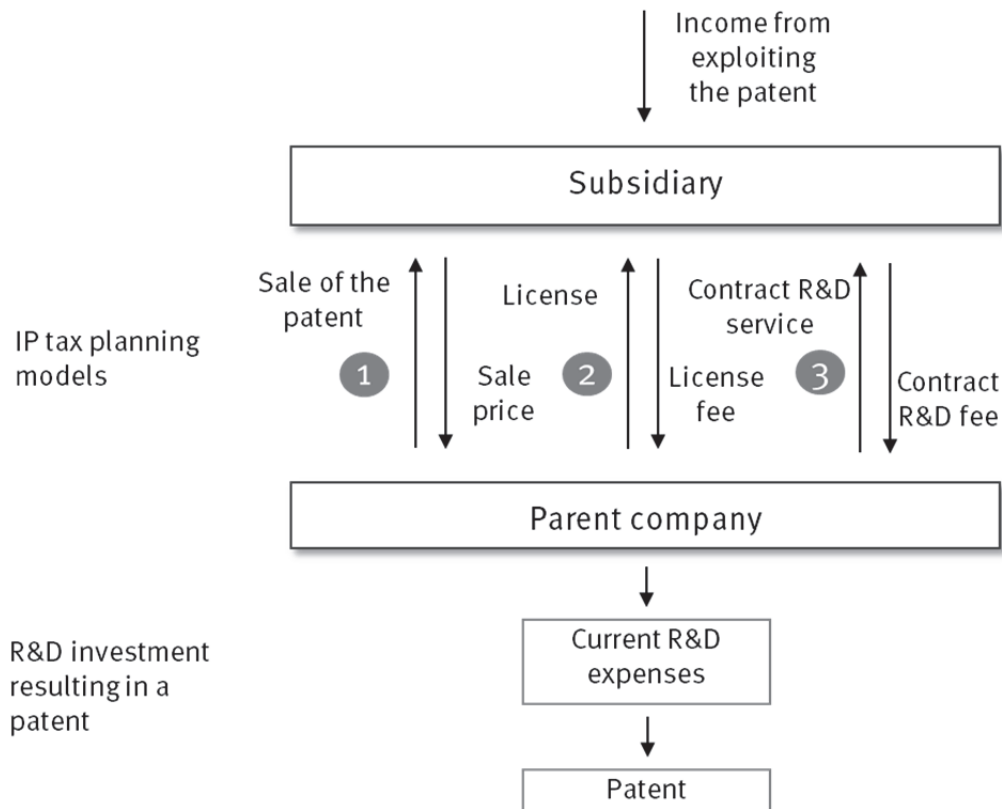 Income from
exploiting
the patent
Subsidiary
Sale of the
patent
License
Contract R&D
service
IP tax planning
models
1
Sale
price
2
License
fee
3
Contract
R&D fee
Parent company
R&D investment
resulting in a
patent
Current R&D
expenses
Patent